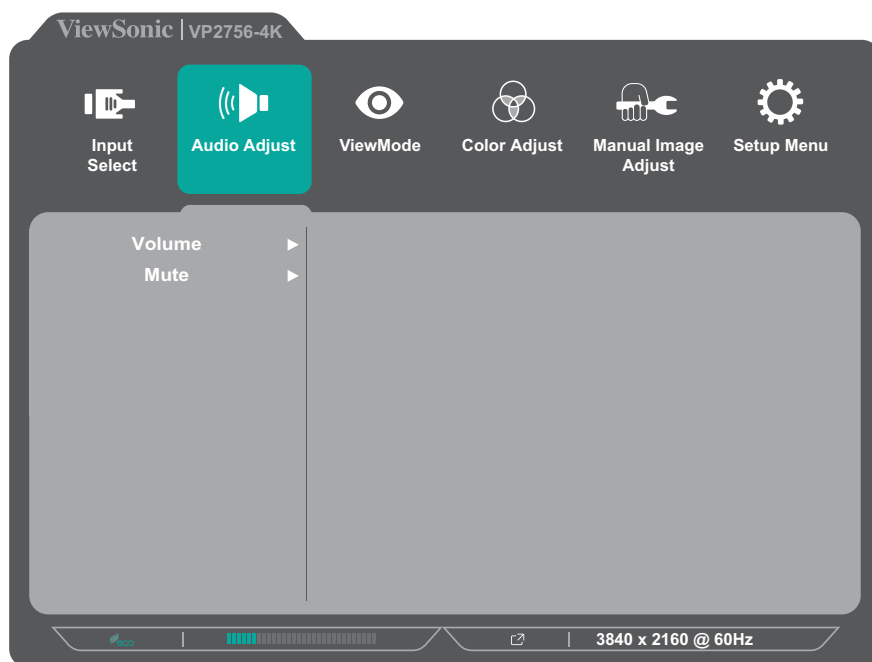 ViewSonic | VP2756-4K
Input Select
Audio Adjust
ViewMode
Color Adjust
Manual Image Adjust
Setup Menu
Volume
Mute
eco
3840 x 2160 @ 60Hz